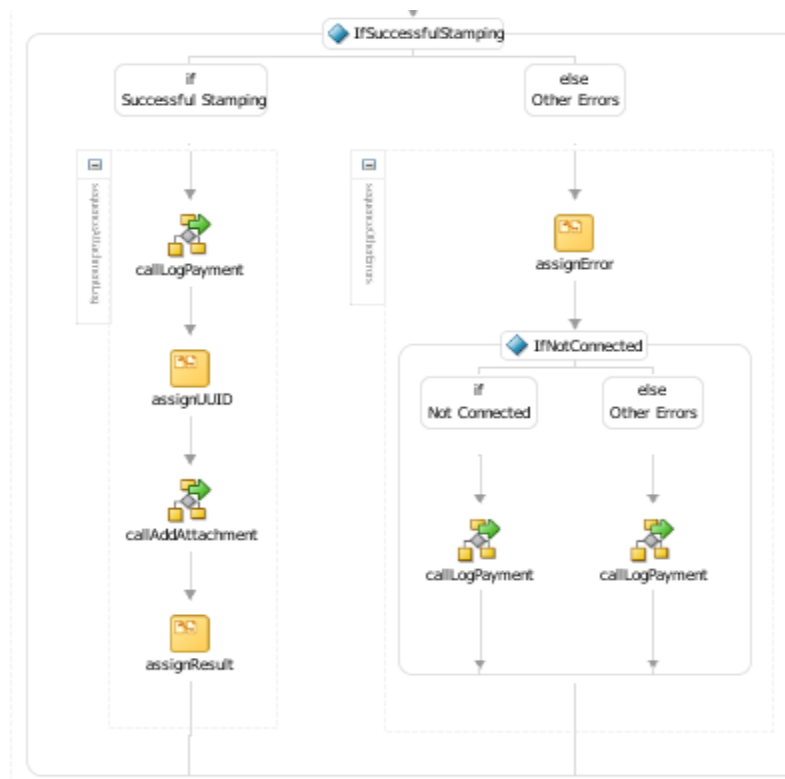 IfSuccessfulStamping
if
Successful Stamping
else
Other Errors
callLogPayment
assignUUID
callAddAttachment
assignResult
assignError
IfNotConnected
if
Not Connected
else
Other Errors
callLogPayment
callLogPayment